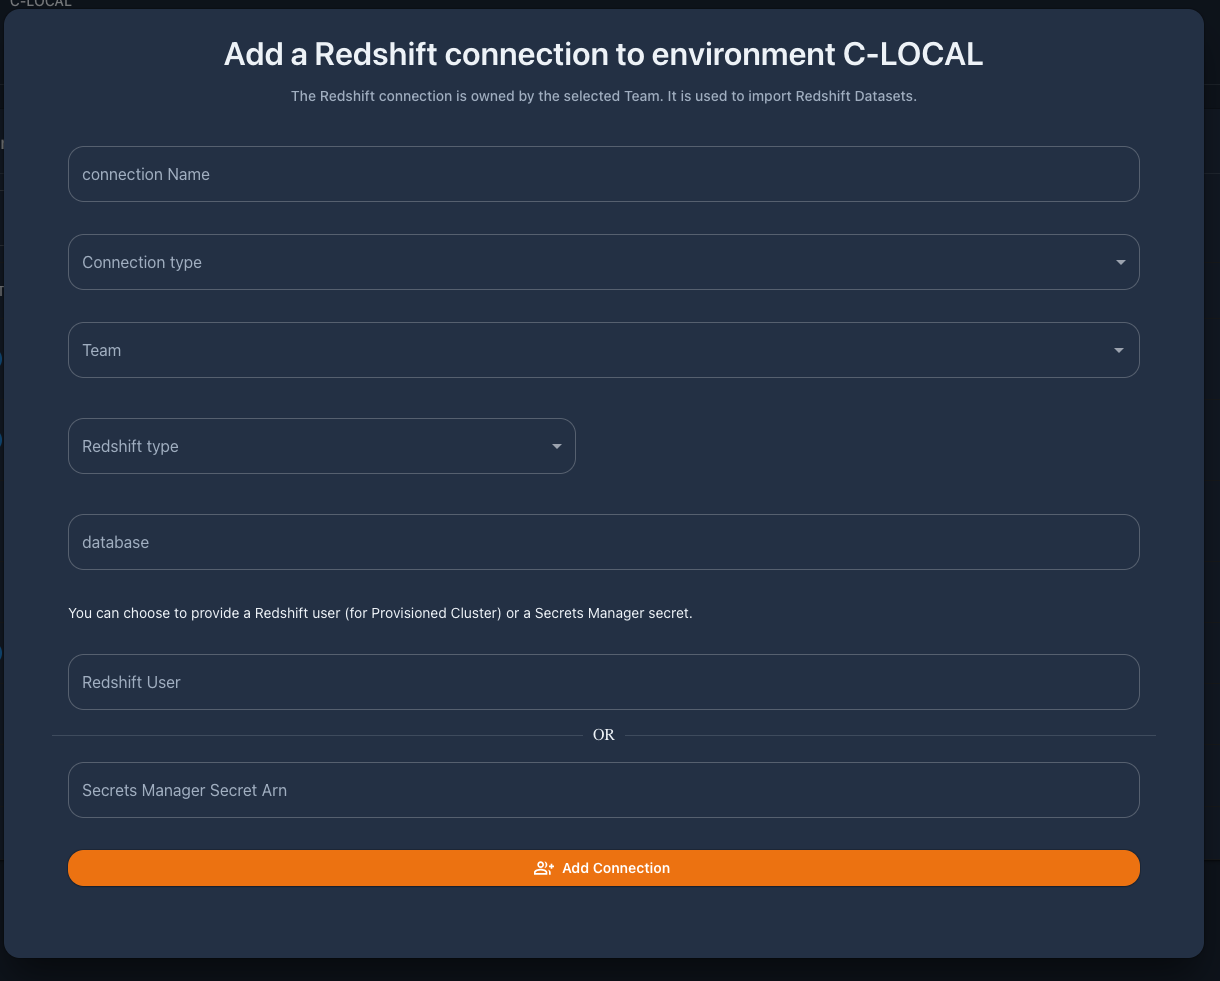 C-LOCAL
Add a Redshift connection to environment C-LOCAL
The Redshift connection is owned by the selected Team. It is used to import Redshift Datasets.
connection Name
Connection type
Team
Redshift type
database
You can choose to provide a Redshift user (for Provisioned Cluster) or a Secrets Manager secret.
Redshift User
OR
Secrets Manager Secret Arn
Add Connection